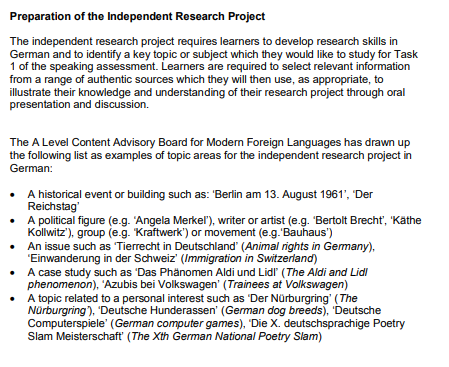 Preparation of the Independent Research Project
The independent research project requires learners to develop research skills in
German and to identify a key topic or subject which they would like to study for Task
1 of the speaking assessment. Learners are required to select relevant information
from a range of authentic sources which they will then use, as appropriate, to
illustrate their knowledge and understanding of their research project through oral
presentation and discussion.
The A Level Content Advisory Board for Modern Foreign Languages has drawn up
the following list as examples of topic areas for the independent research project in
German:
• A historical event or building such as: 'Berlin am 13. August 1961', 'Der
Reichstag'
• A political figure (e.g. 'Angela Merkel'), writer or artist (e.g. 'Bertolt Brecht', 'Käthe
Kollwitz'), group (e.g. 'Kraftwerk') or movement (e.g.'Bauhaus')
• An issue such as 'Tierrecht in Deutschland' (Animal rights in Germany),
'Einwanderung in der Schweiz' (Immigration in Switzerland)
• A case study such as 'Das Phänomen Aldi und Lidl' (The Aldi and Lidl
phenomenon), 'Azubis bei Volkswagen' (Trainees at Volkswagen)
• A topic related to a personal interest such as 'Der Nürburgring' (The
Nürburgring'), 'Deutsche Hunderassen' (German dog breeds), 'Deutsche
Computerspiele' (German computer games), 'Die X. deutschsprachige Poetry
Slam Meisterschaft' (The Xth German National Poetry Slam)